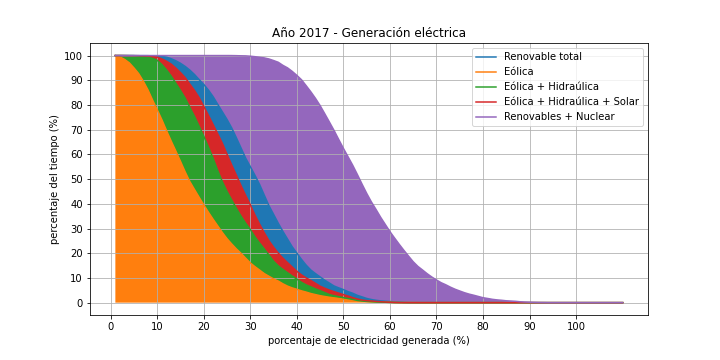 Año 2017 - Generación eléctrica
Renovable total
Eólica
Eólica + Hidraúlica
Eólica + Hidraúlica + Solar
Renovables + Nuclear
porcentaje del tiempo (%)
100
90
80
70
60
50
40
30
20
10
0
0 10 20 30 40 50 60 70 80 90 100
porcentaje de electricidad generada (%)